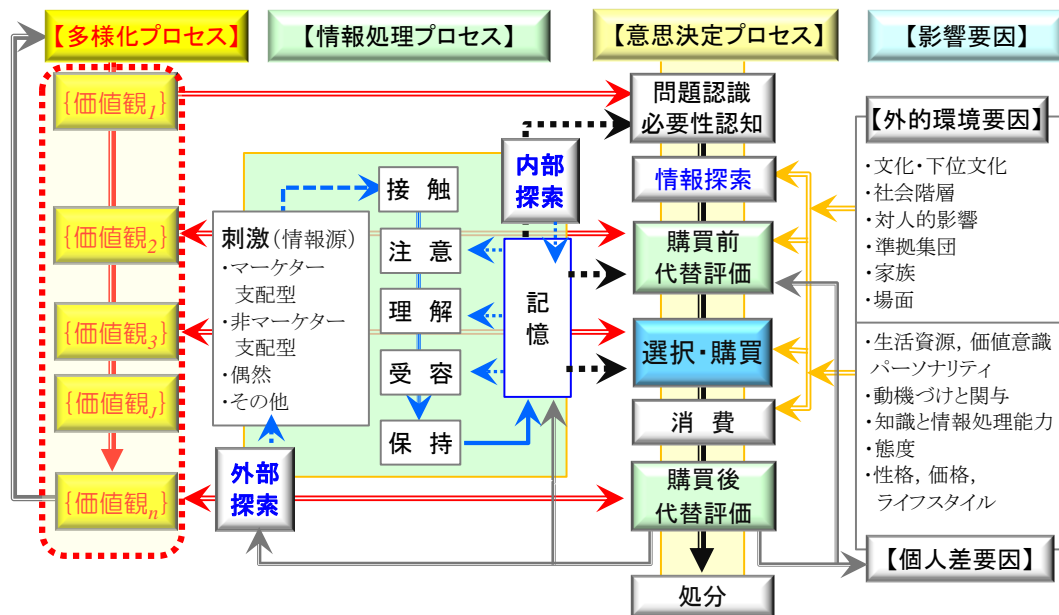 【多様化プロセス】
【情報処理プロセス】
【意思決定プロセス】
【影響要因】
{価値観1}
{価値観2}
{価値観3}
{価値観J}
{価値観n}
刺激(情報源)
・マーケター
支配型
・非マーケター
支配型
・偶然
・その他
外部
探索
接 触
注 意
理 解
受 容
保 持
内部
探索
記
憶
問題認識
必要性認知
情報探索
購買前
代替評価
選択・購買
消 費
購買後
代替評価
処分
【外的環境要因】
・文化・下位文化
・社会階層
・対人的影響
・準拠集団
・家族
・場面
・生活資源, 価値意識
パーソナリティ
・動機づけと関与
・知識と情報処理能力
・態度
・性格, 価格,
ライフスタイル
【個人差要因】